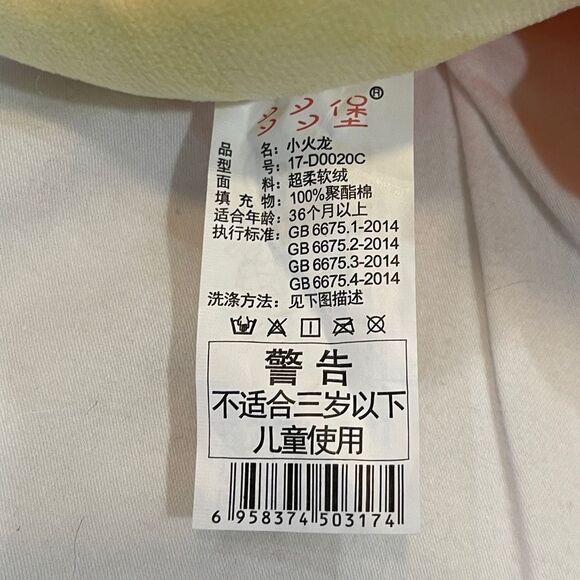 多多堡®
品 名：小火龙
型 号：17-D0020C
面 料：超柔软绒
填 充 物：100%聚酯棉
适合年龄：36个月以上
执行标准：GB 6675.1-2014
GB 6675.2-2014
GB 6675.3-2014
GB 6675.4-2014
洗涤方法：见下图描述
警告
不适合三岁以下
儿童使用
6 958374 503174